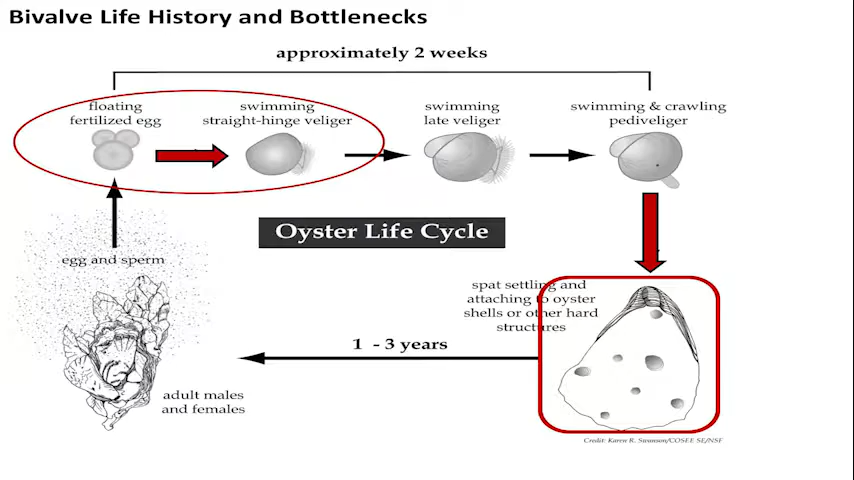 Bivalve Life History and Bottlenecks
approximately 2 weeks
floating
fertilized egg
swimming
straight-hinge veliger
swimming
late veliger
swimming & crawling
pediveliger
Oyster Life Cycle
egg and sperm
spat settling and
attaching to oyster
shells or other hard
structures
1 - 3 years
adult males
and females
Credit: Karen R. Swanson/COSEE SE/NSF